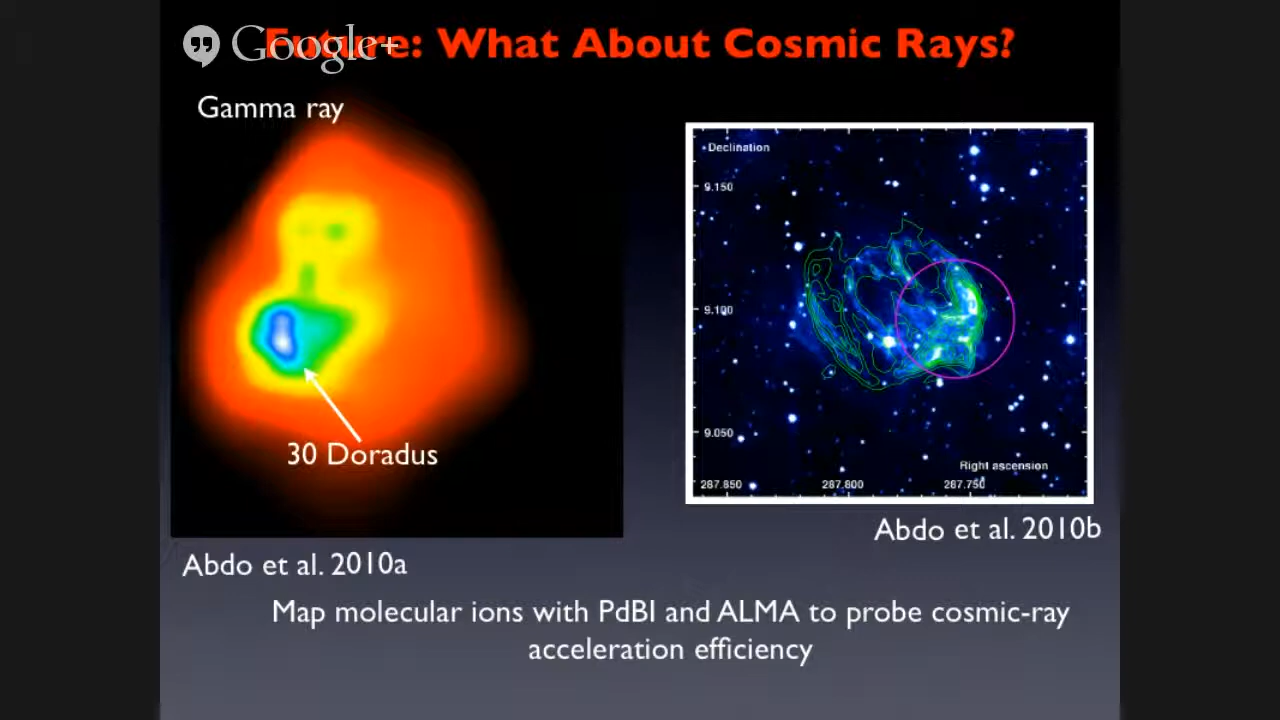 Google+
Future: What About Cosmic Rays?
Gamma ray
30 Doradus
Abdo et al. 2010a
Declination
9.150
9.100
9.050
Right ascension
287.850 287.800 287.750
Abdo et al. 2010b
Map molecular ions with PdBI and ALMA to probe cosmic-ray
acceleration efficiency